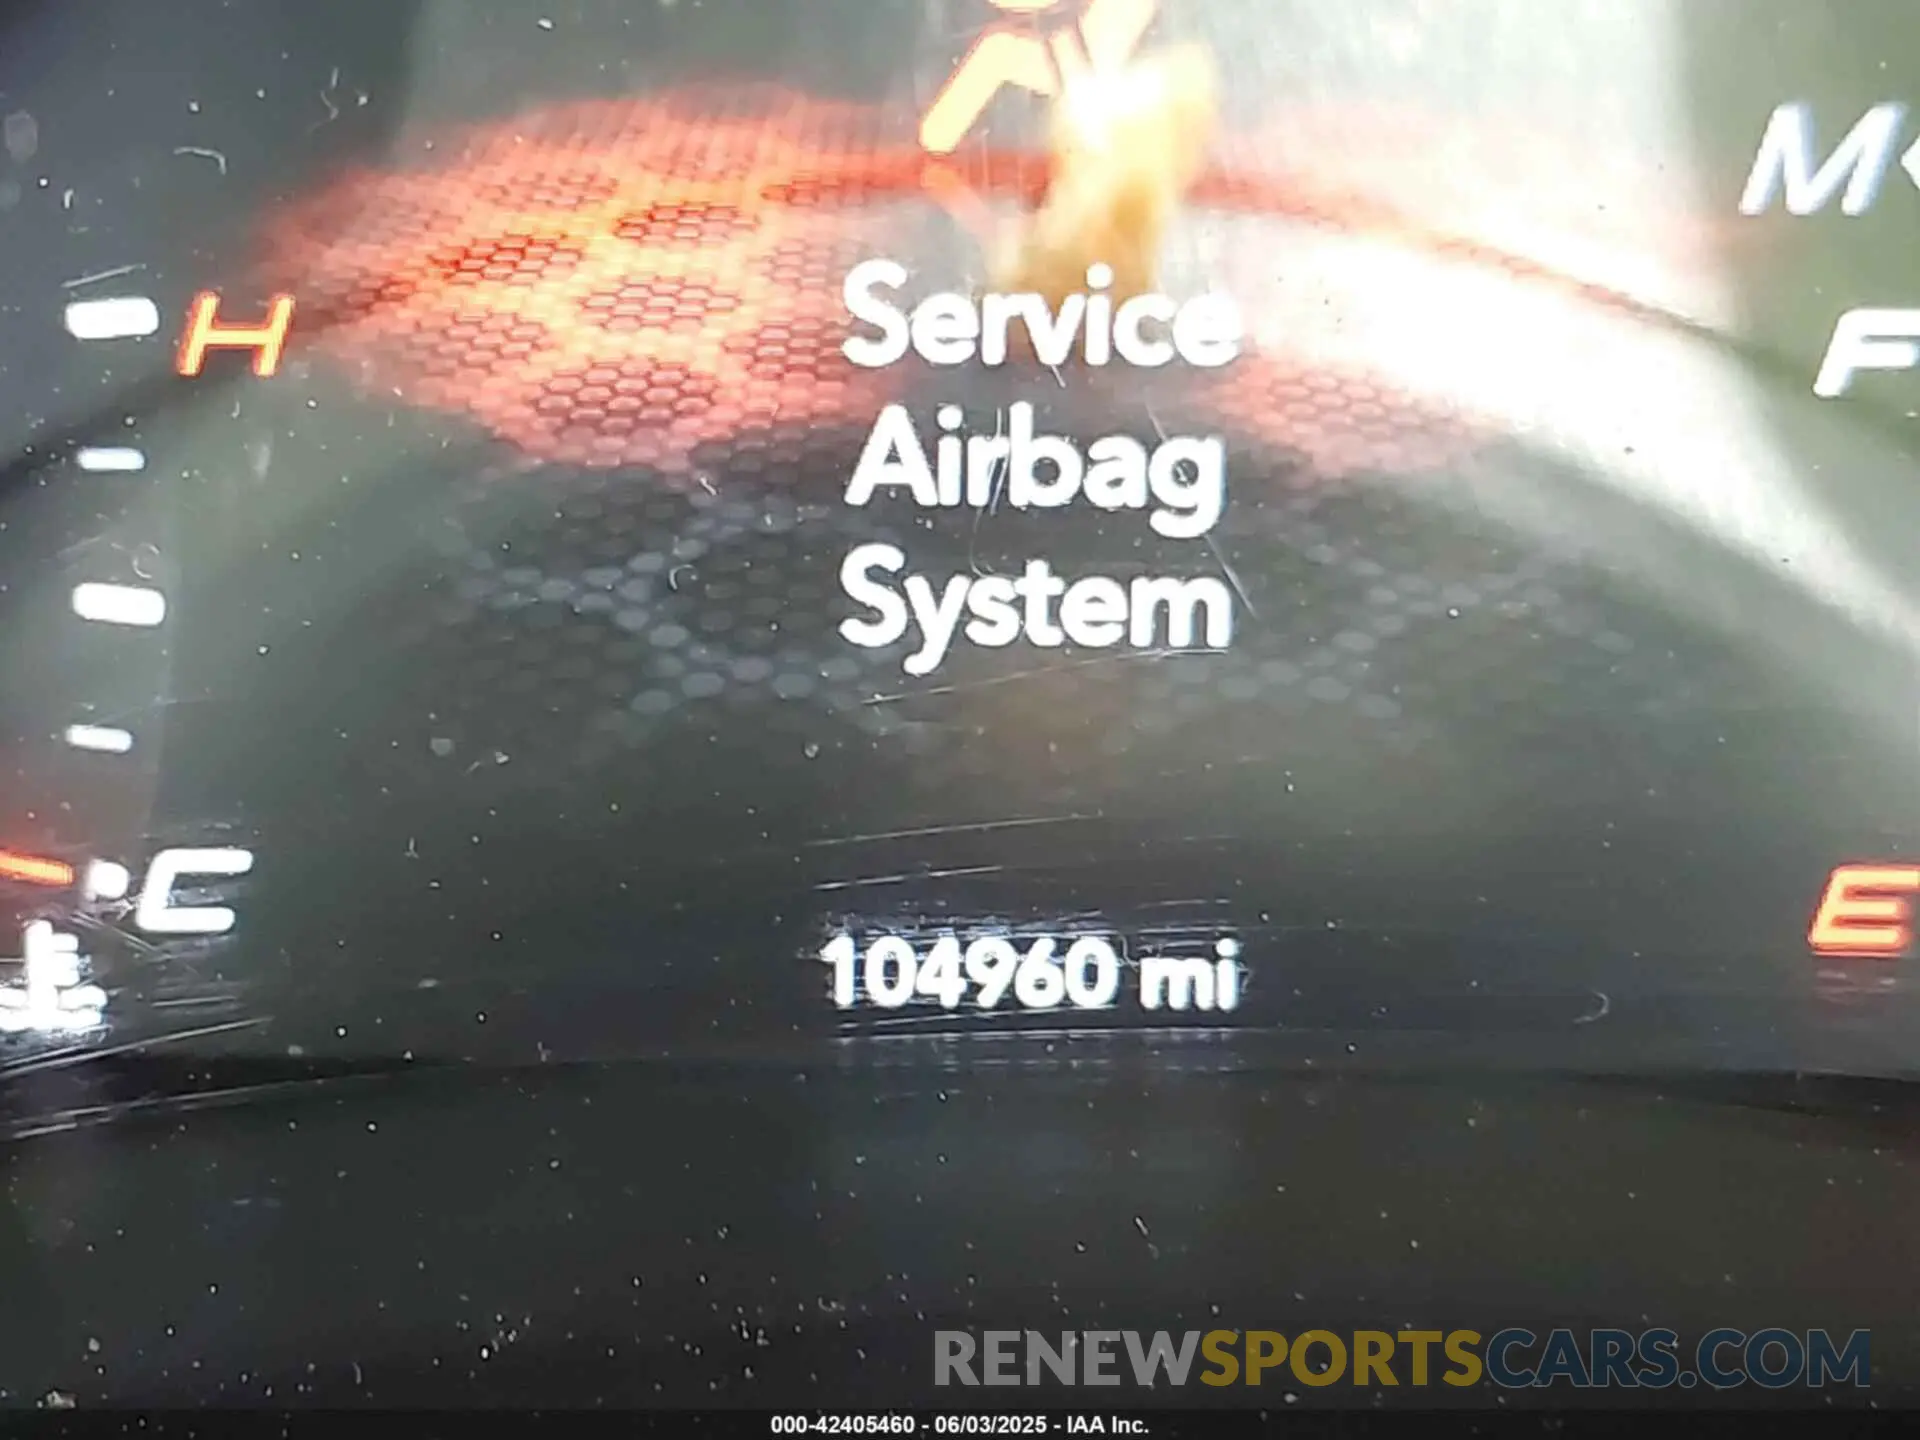 M
H
F
Service
Airbag
System
C
E
104960 mi
RENEWSPORTSCARS.COM
000-42405460 - 06/03/2025 - IAA Inc.